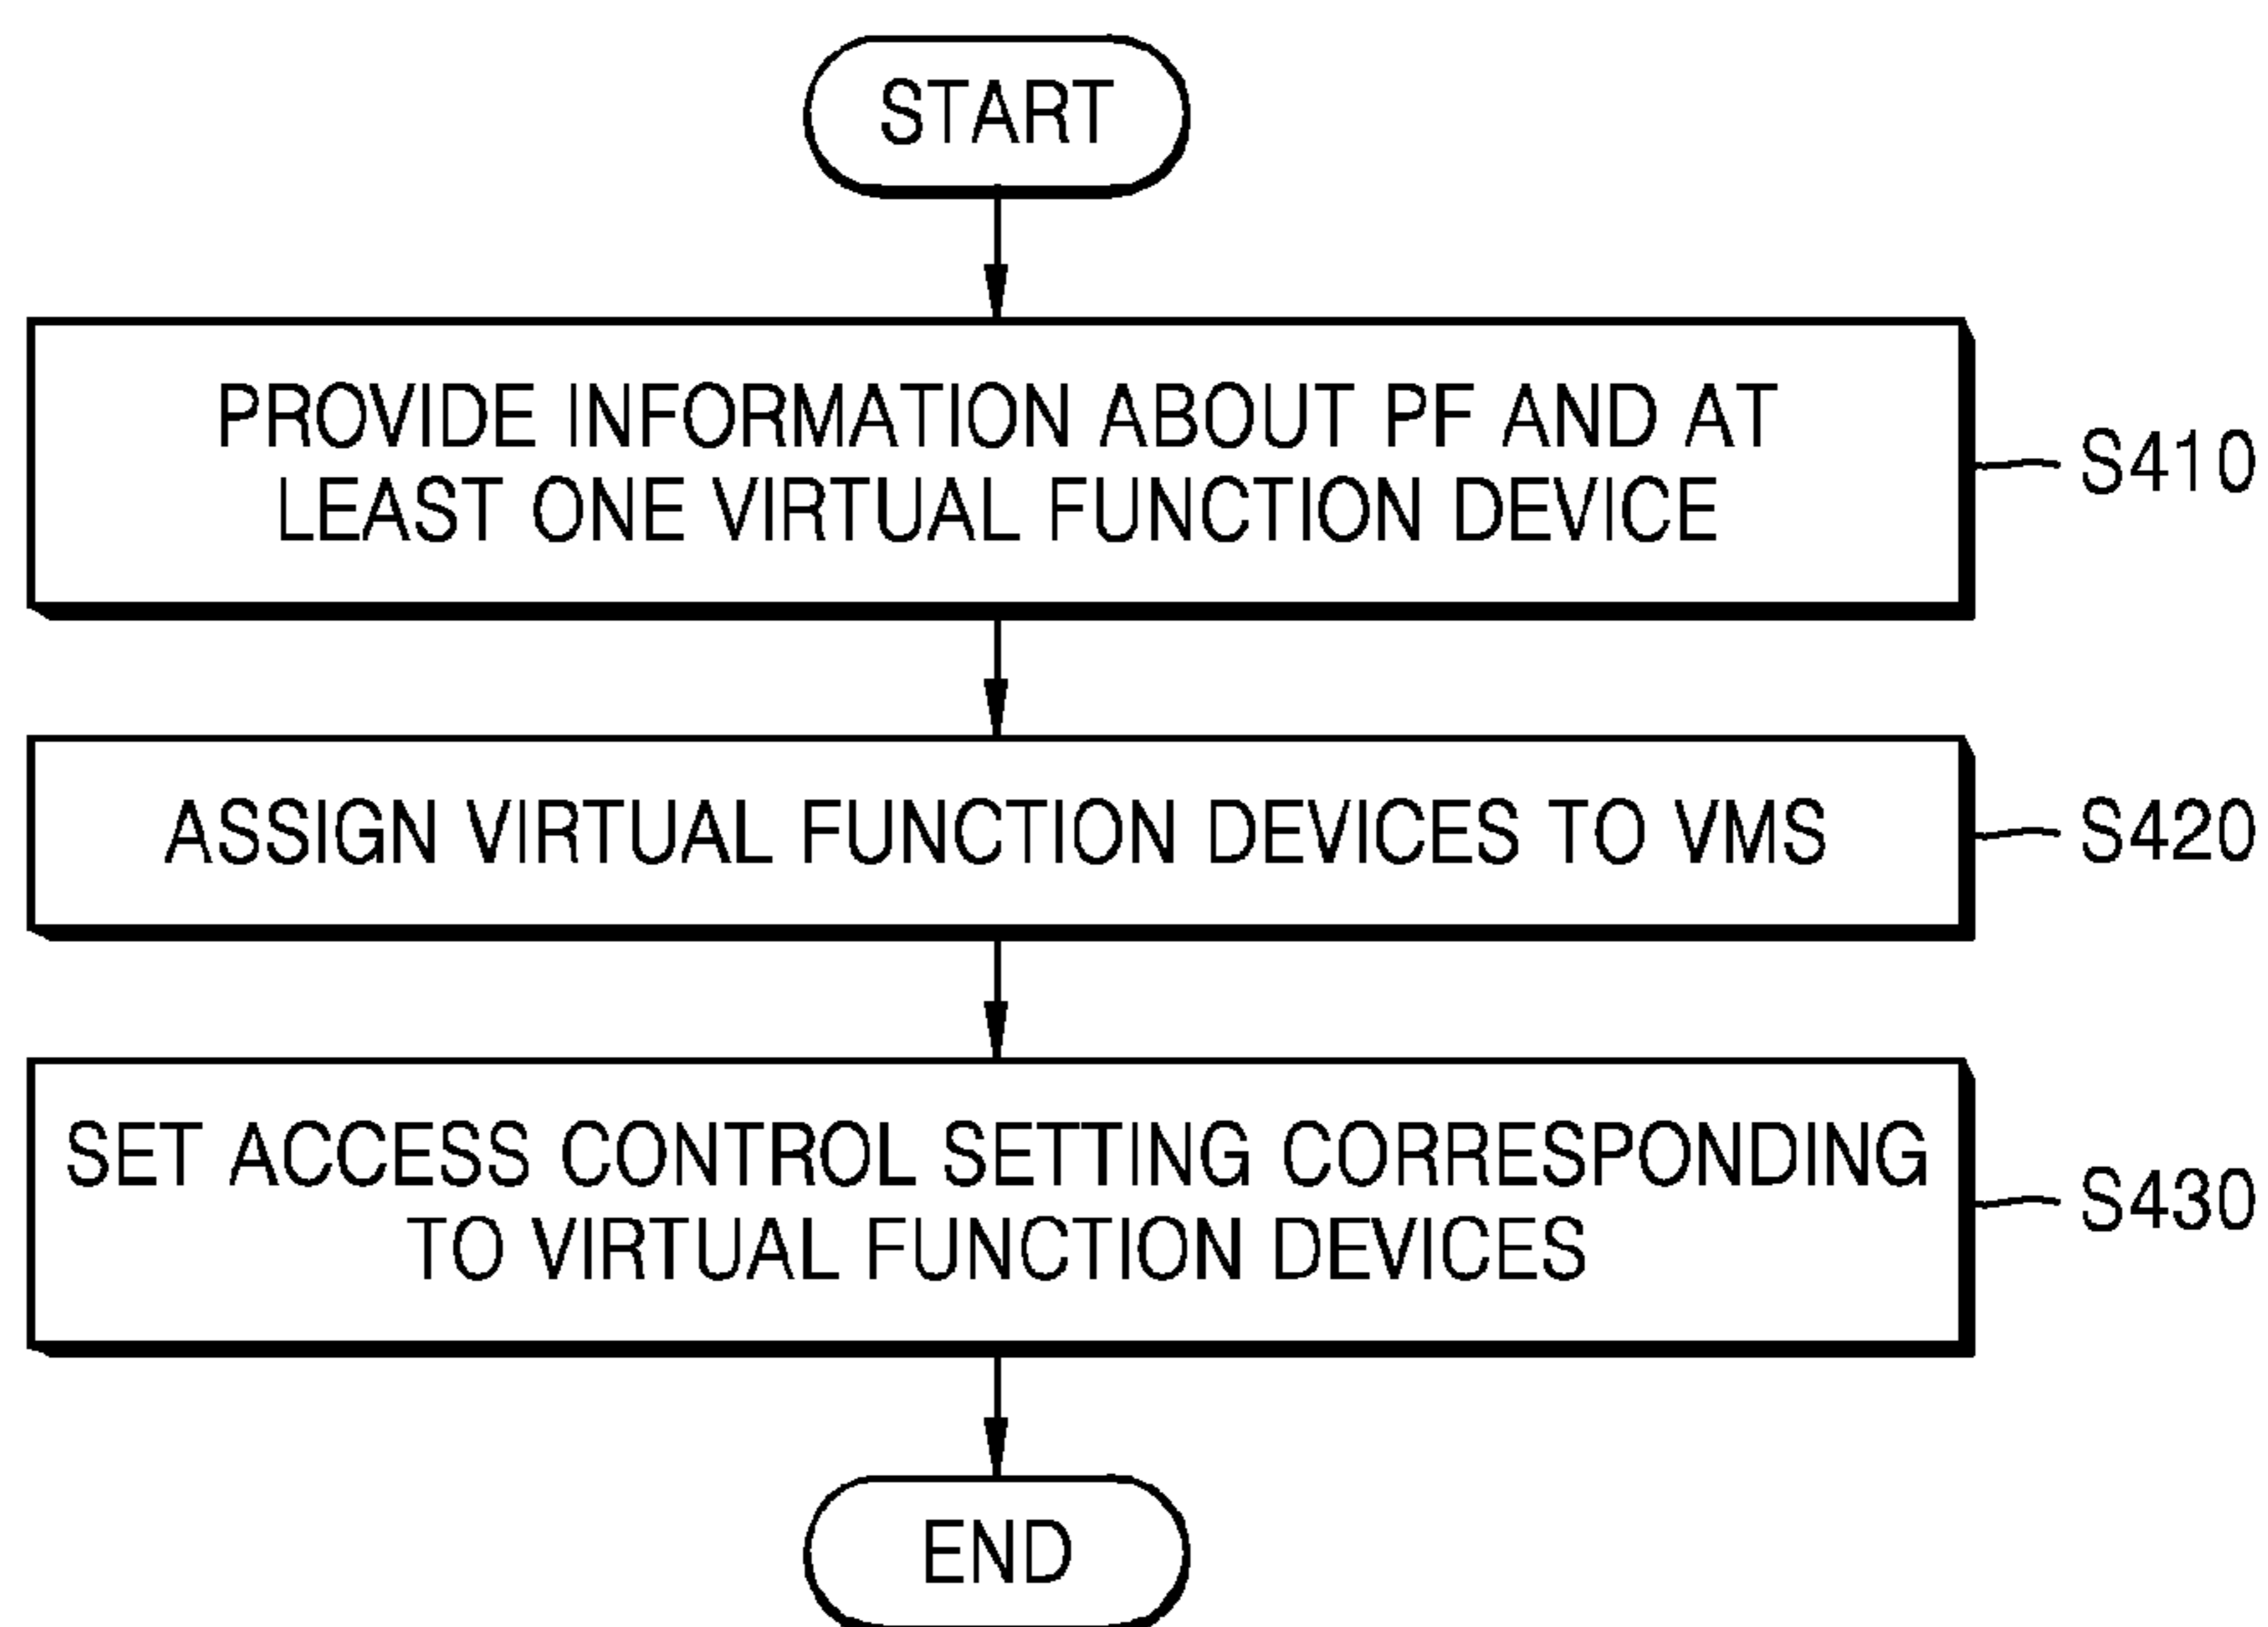 START
PROVIDE INFORMATION ABOUT PF AND AT
LEAST ONE VIRTUAL FUNCTION DEVICE
S410
ASSIGN VIRTUAL FUNCTION DEVICES TO VMS
S420
SET ACCESS CONTROL SETTING CORRESPONDING
TO VIRTUAL FUNCTION DEVICES
S430
END